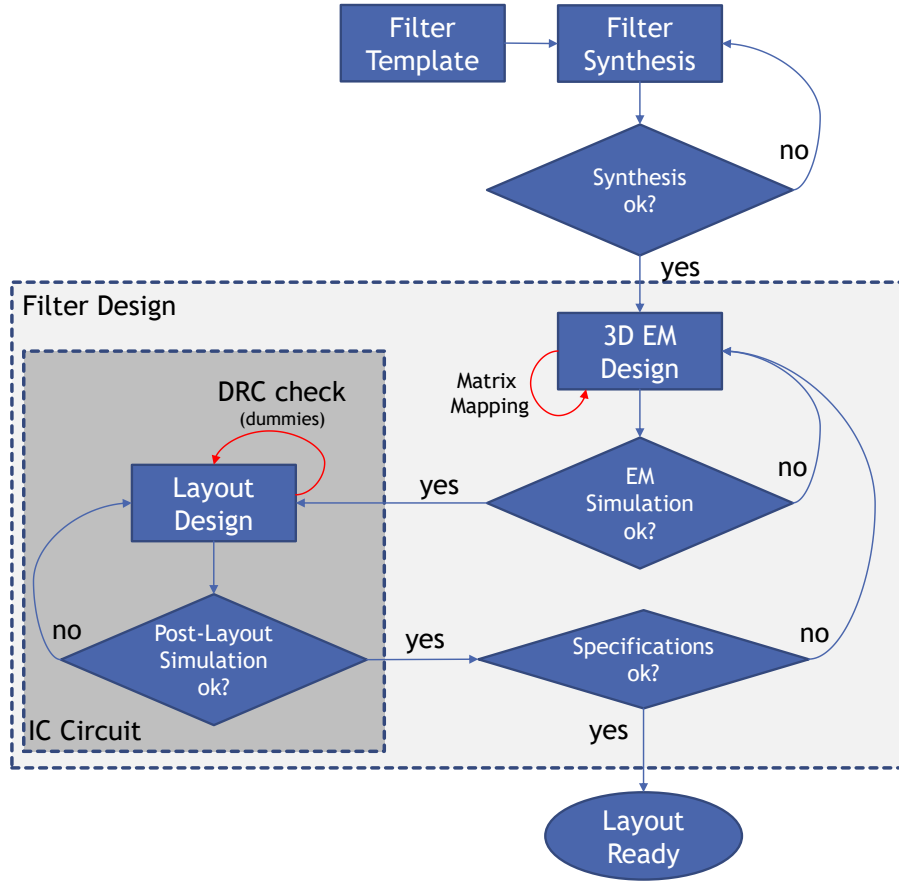 Filter
Template
Filter
Synthesis
no
Synthesis
ok?
yes
Filter Design
3D EM
Design
Matrix
Mapping
DRC check
(dummies)
Layout
Design
yes
EM
Simulation
ok?
no
no
Post-Layout
Simulation
ok?
yes
Specifications
ok?
no
IC Circuit
yes
Layout
Ready